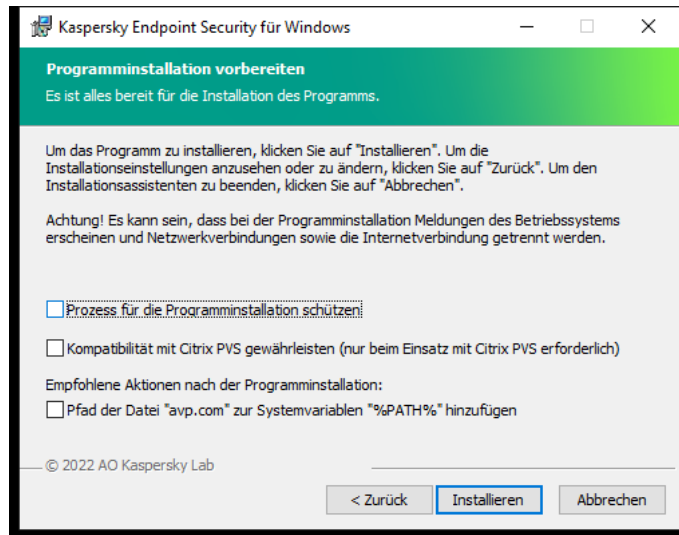 Kaspersky Endpoint Security für Windows
Programminstallation vorbereiten
Es ist alles bereit für die Installation des Programms.
Um das Programm zu installieren, klicken Sie auf "Installieren". Um die
Installationseinstellungen anzusehen oder zu ändern, klicken Sie auf "Zurück". Um den
Installationsassistenten zu beenden, klicken Sie auf "Abbrechen".
Achtung! Es kann sein, dass bei der Programminstallation Meldungen des Betriebssystems
erscheinen und Netzwerkverbindungen sowie die Internetverbindung getrennt werden.
Prozess für die Programminstallation schützen
Kompatibilität mit Citrix PVS gewährleisten (nur beim Einsatz mit Citrix PVS erforderlich)
Empfohlene Aktionen nach der Programminstallation:
Pfad der Datei "avp.com" zur Systemvariablen "%PATH%" hinzufügen
© 2022 AO Kaspersky Lab
< Zurück
Installieren
Abbrechen